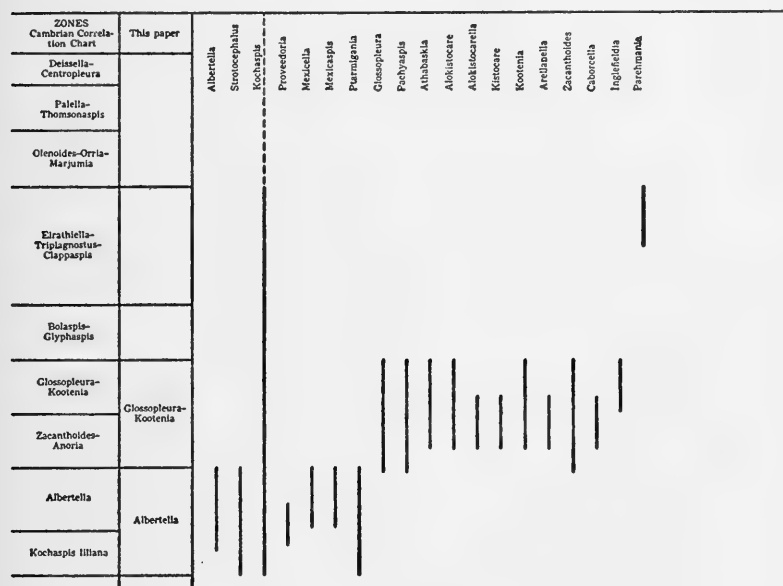 ZONES
Cambrian Correla-
tion Chart
This paper
Albertella
Strotocephalus
Kochaspis
Proveedoria
Mexicella
Mexicaspis
Ptarmigania
Glossopleura
Pachyaspis
Athabaskia
Alokistocare
Alokistocarella
Kistocare
Kootenia
Arellanella
Zacanthoides
Caborcella
Inglefieldia
Parehmania
Deissella-
Centropleura
Palella-
Thomsonaspis
Olenoides-Orria-
Marjumia
Elrathiella-
Triplagnostus-
Clappaspis
Bolaspis-
Glyphaspis
Glossopleura-
Kootenia
Glossopleura-
Kootenia
Zacanthoides-
Anoria
Albertella
Albertella
Kochaspis liliana